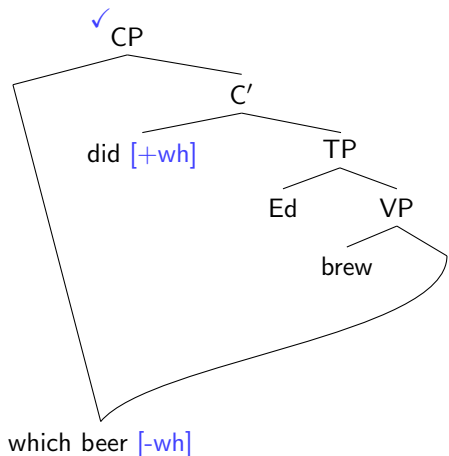 ✓
CP
C′
did [+wh]
TP
Ed
VP
brew
which beer [-wh]